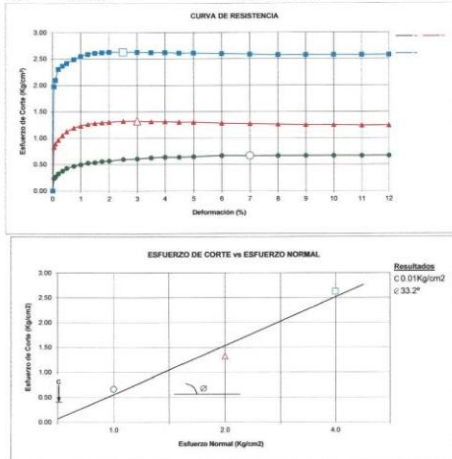 CURVA DE RESISTENCIA
Esfuerzo de Corte (Kg/cm²)
3.00
2.50
2.00
1.50
1.00
0.50
0.00
0 1 2 3 4 5 6 7 8 9 10 11 12
Deformación (%)
ESFUERZO DE CORTE vs ESFUERZO NORMAL
Esfuerzo de Corte (Kg/cm2)
3.00
2.50
2.00
1.50
1.00
0.50
0.00
C
Ø
1.0 2.0 4.0
Esfuerzo Normal (Kg/cm2)
Resultados
C 0.01Kg/cm2
Ø 33.2º